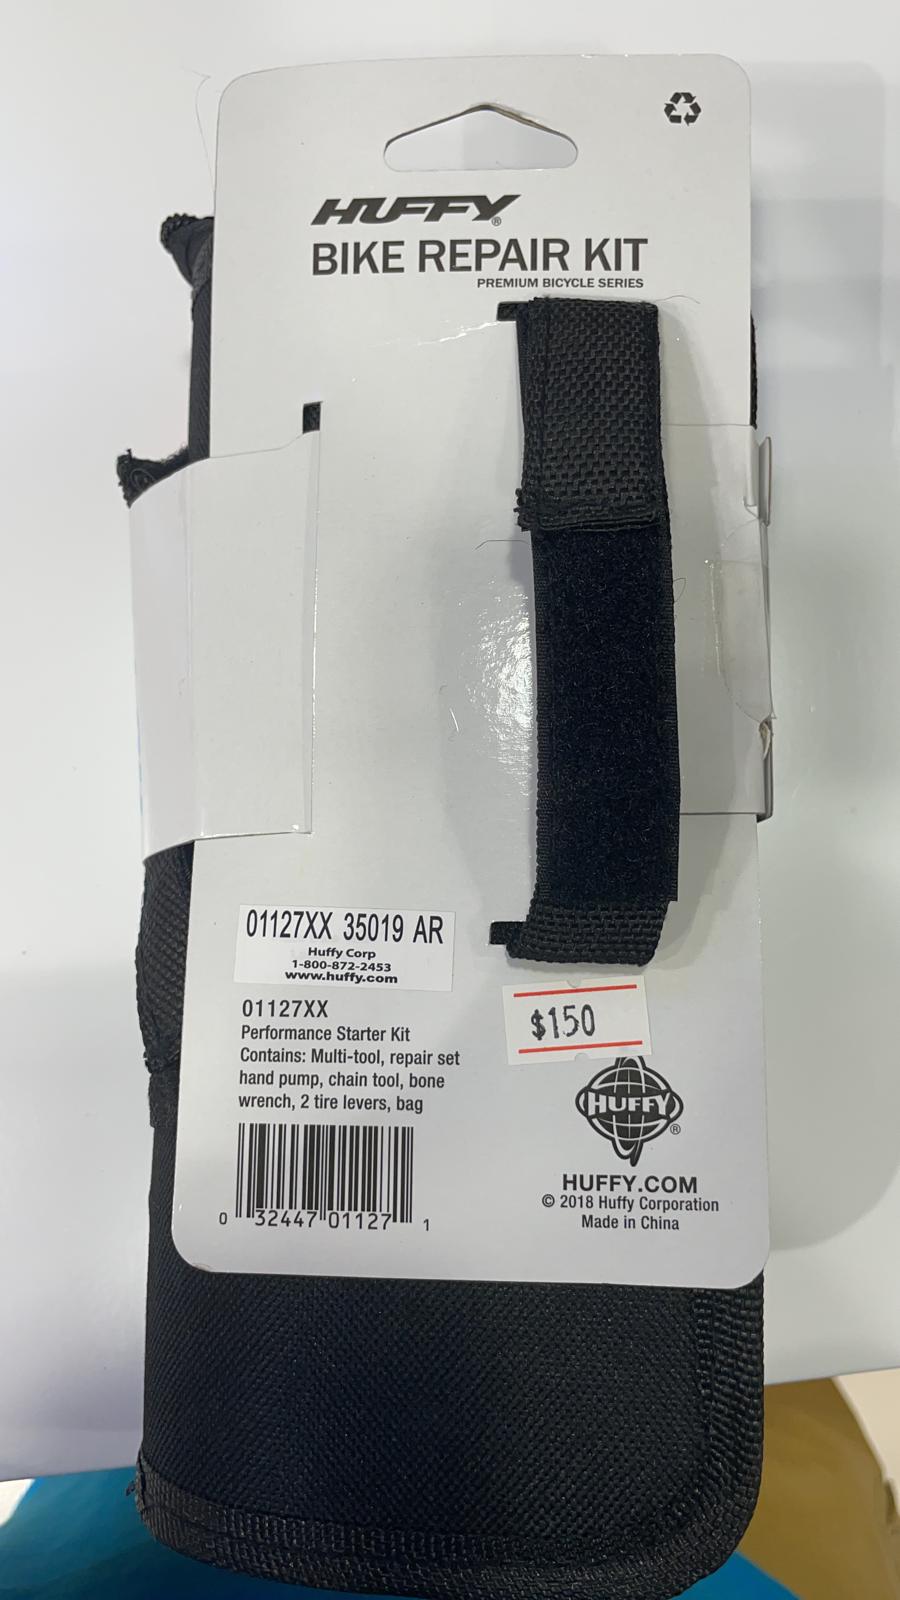 HUFFY®
BIKE REPAIR KIT
PREMIUM BICYCLE SERIES
01127XX 35019 AR
Huffy Corp
1-800-872-2453
www.huffy.com
01127XX
Performance Starter Kit
Contains: Multi-tool, repair set
hand pump, chain tool, bone
wrench, 2 tire levers, bag
0 32447 01127 1
$150
HUFFY®
HUFFY.COM
© 2018 Huffy Corporation
Made in China